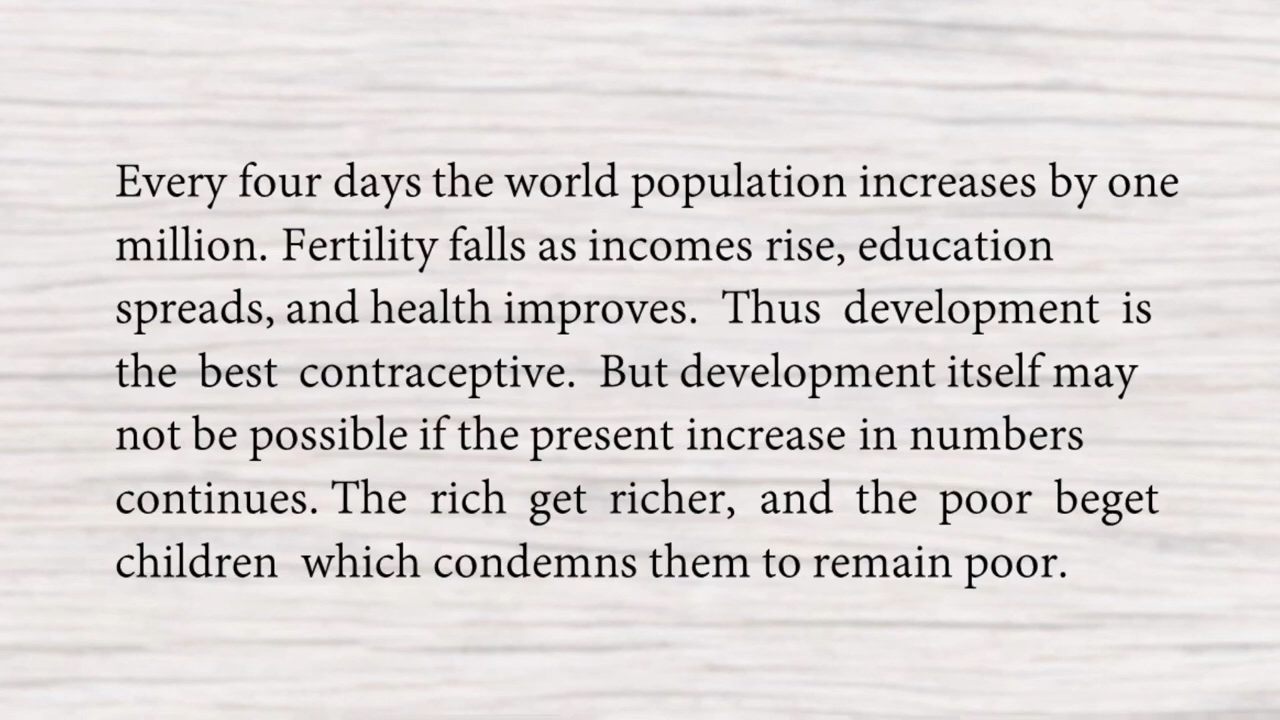 Every four days the world population increases by one
million. Fertility falls as incomes rise, education
spreads, and health improves. Thus development is
the best contraceptive. But development itself may
not be possible if the present increase in numbers
continues. The rich get richer, and the poor beget
children which condemns them to remain poor.